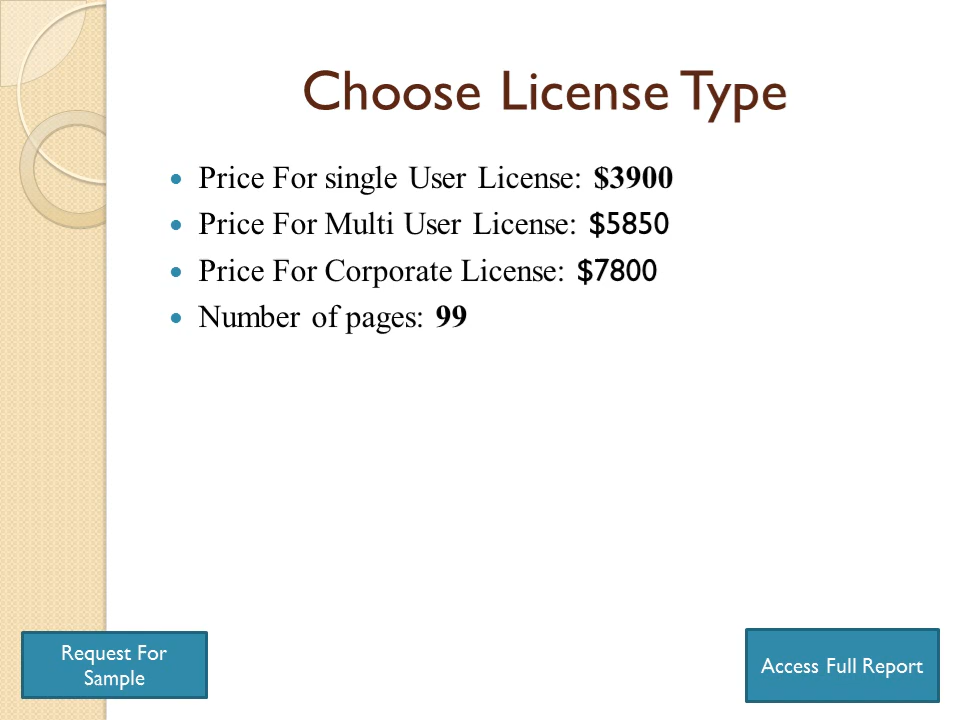 Choose License Type
Price For single User License: $3900
Price For Multi User License: $5850
Price For Corporate License: $7800
Number of pages: 99
Request For
Sample
Access Full Report